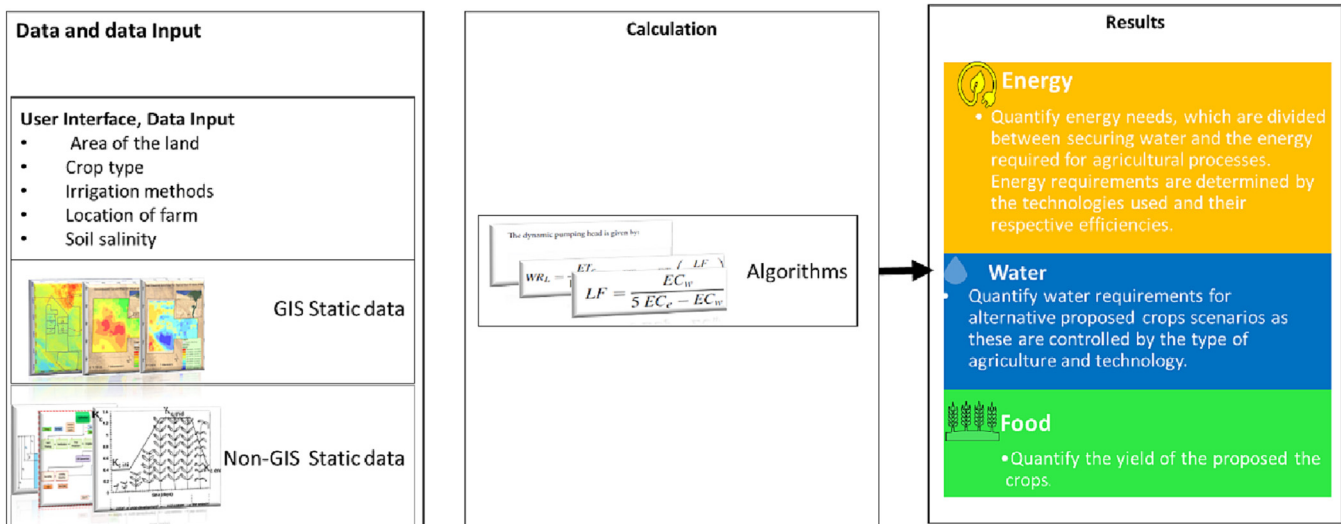 Data and data Input
User Interface, Data Input
• Area of the land
• Crop type
• Irrigation methods
• Location of farm
• Soil salinity
GIS Static data
Non-GIS Static data
Calculation
The dynamic pumping head is given by:
WR_L =
LF = EC_w / 5 EC_e − EC_w
Algorithms
Results
Energy
• Quantify energy needs, which are divided
between securing water and the energy
required for agricultural processes.
Energy requirements are determined by
the technologies used and their
respective efficiencies.
Water
• Quantify water requirements for
alternative proposed crops scenarios as
these are controlled by the type of
agriculture and technology.
Food
•Quantify the yield of the proposed the
crops.